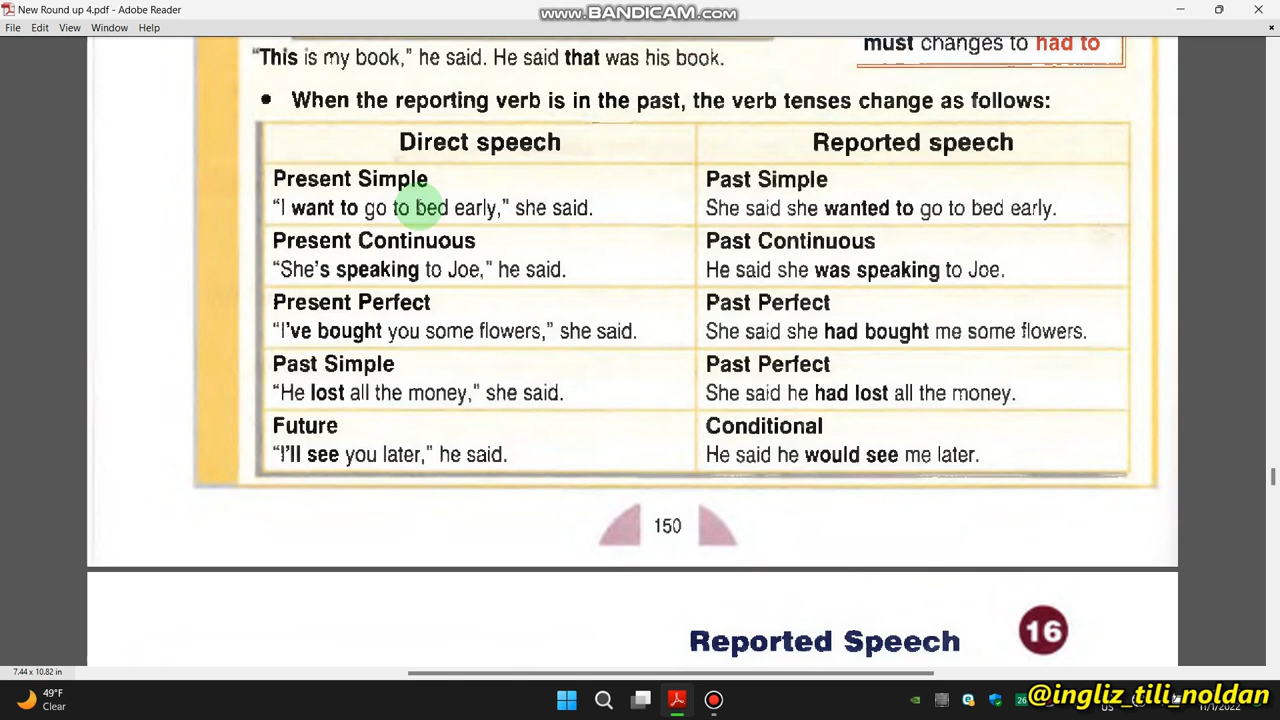 New Round up 4.pdf - Adobe Reader
www.BANDICAM.com
File Edit View Window Help
"This is my book," he said. He said that was his book.
must changes to had to
• When the reporting verb is in the past, the verb tenses change as follows:
Direct speech
Reported speech
Present Simple
"I want to go to bed early," she said.
Past Simple
She said she wanted to go to bed early.
Present Continuous
"She's speaking to Joe," he said.
Past Continuous
He said she was speaking to Joe.
Present Perfect
"I've bought you some flowers," she said.
Past Perfect
She said she had bought me some flowers.
Past Simple
"He lost all the money," she said.
Past Perfect
She said he had lost all the money.
Future
"I'll see you later," he said.
Conditional
He said he would see me later.
150
Reported Speech 16
7.44 x 10.82 in
49°F
Clear
26
@ingliz_tili_noldan